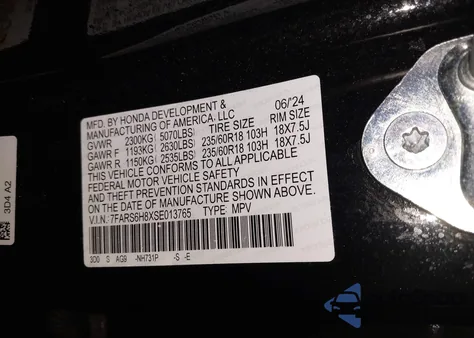 MFD. BY HONDA DEVELOPMENT & 06/'24
MANUFACTURING OF AMERICA, LLC
GVWR 2300KG( 5070LBS) TIRE SIZE RIM SIZE
GAWR F 1193KG( 2630LBS) 235/60R18 103H 18X7.5J
GAWR R 1150KG( 2535LBS) 235/60R18 103H 18X7.5J
THIS VEHICLE CONFORMS TO ALL APPLICABLE
FEDERAL MOTOR VEHICLE SAFETY
AND THEFT PREVENTION STANDARDS IN EFFECT
ON THE DATE OF MANUFACTURE SHOWN ABOVE.
V.I.N: 7FARS6H8XSE013765 TYPE: MPV
3D0 S AG9 -NH731P -S -E
3D4 A2